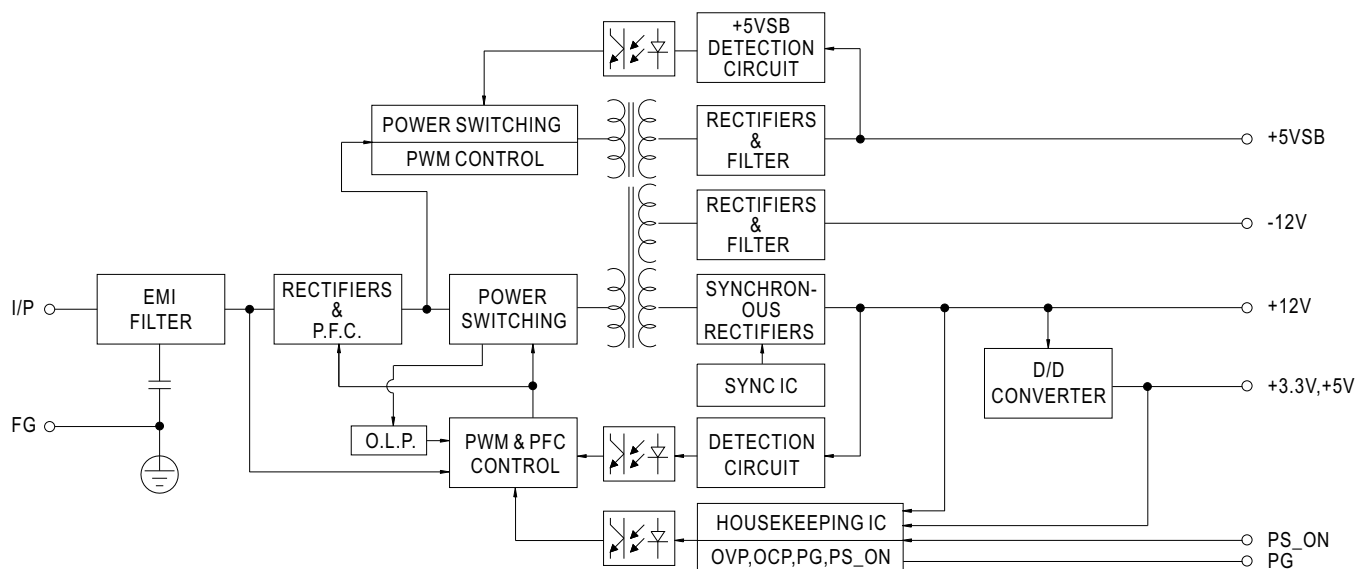 +5VSB
DETECTION
CIRCUIT
POWER SWITCHING
PWM CONTROL
RECTIFIERS
&
FILTER
+5VSB
RECTIFIERS
&
FILTER
-12V
I/P
EMI
FILTER
RECTIFIERS
&
P.F.C.
POWER
SWITCHING
SYNCHRON-
OUS
RECTIFIERS
+12V
SYNC IC
D/D
CONVERTER
+3.3V,+5V
FG
O.L.P.
PWM & PFC
CONTROL
DETECTION
CIRCUIT
HOUSEKEEPING IC
OVP,OCP,PG,PS_ON
PS_ON
PG